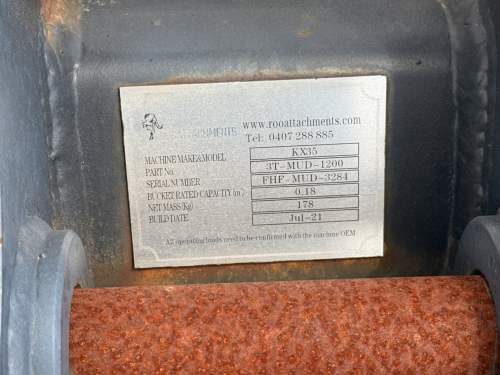 ATTACHMENTS
www.rooattachments.com
Tel: 0407 288 885
MACHINE MAKE&MODEL KX35
PART No. 3T-MUD-1200
SERIAL NUMBER FHF-MUD-3284
BUCKET RATED CAPACITY (m³) 0.18
NET MASS(Kg) 178
BUILD DATE Jul-21
All operating loads need to be confirmed with the machine OEM